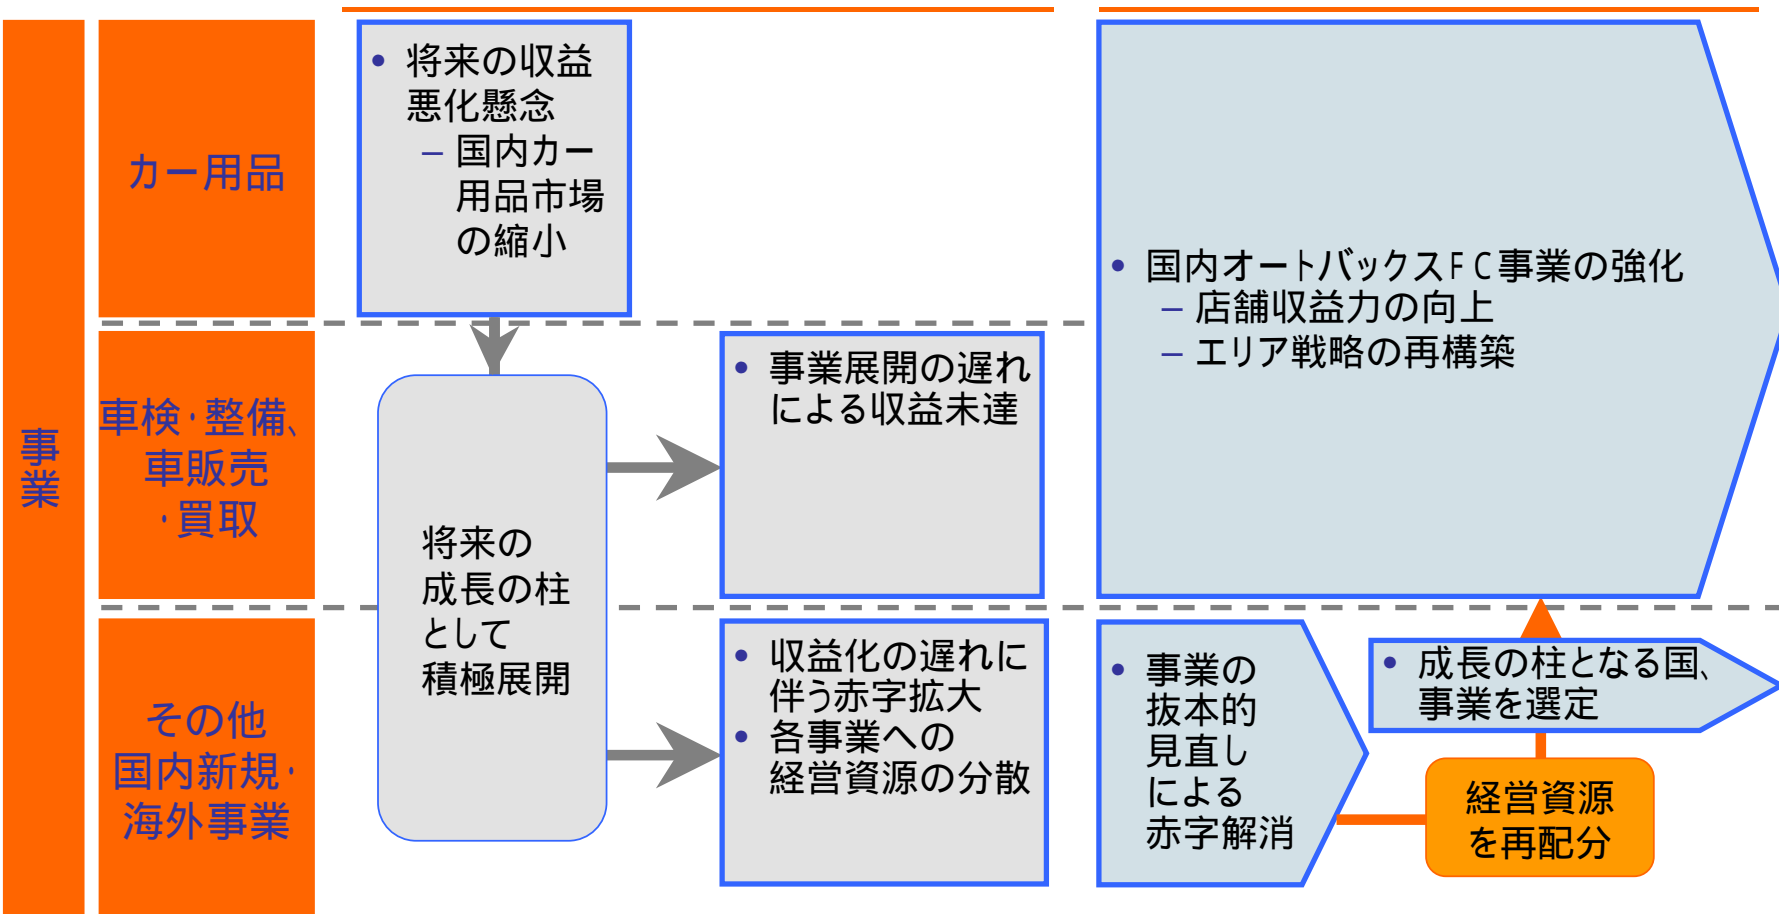 事業
カー用品
車検・整備、
車販売
・買取
その他
国内新規・
海外事業
• 将来の収益
悪化懸念
– 国内カー
用品市場
の縮小
将来の
成長の柱
として
積極展開
• 事業展開の遅れ
による収益未達
• 収益化の遅れに
伴う赤字拡大
• 各事業への
経営資源の分散
• 国内オートバックスFC事業の強化
– 店舗収益力の向上
– エリア戦略の再構築
• 事業の
抜本的
見直し
による
赤字解消
• 成長の柱となる国、
事業を選定
経営資源
を再配分